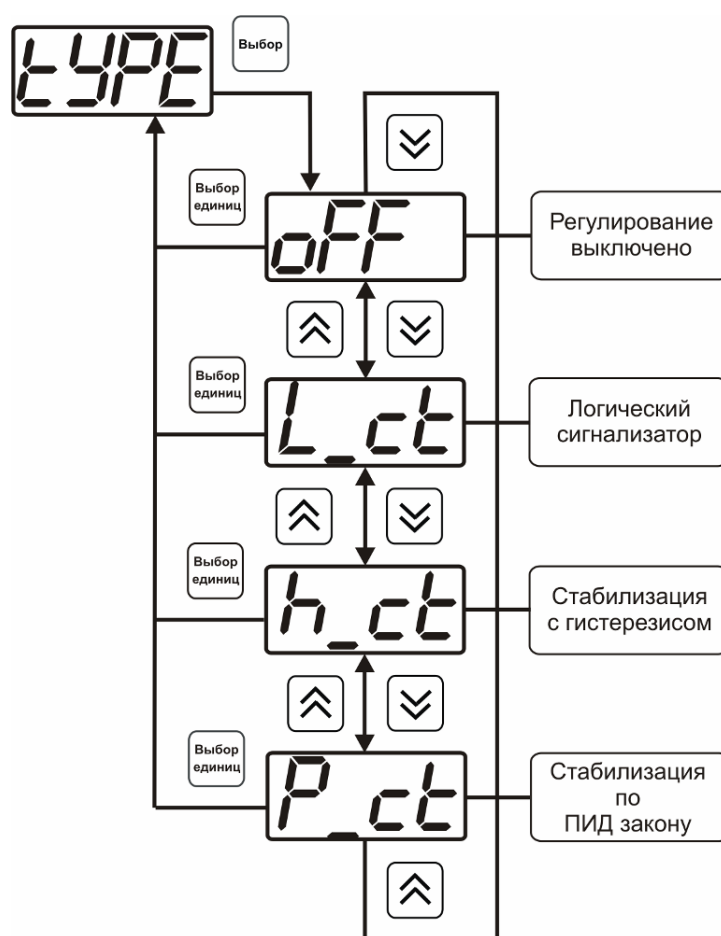 tYPE
Выбор
Выбор
единиц
oFF
Регулирование
выключено
Выбор
единиц
L_ct
Логический
сигнализатор
Выбор
единиц
h_ct
Стабилизация
с гистерезисом
Выбор
единиц
P_ct
Стабилизация
по
ПИД закону